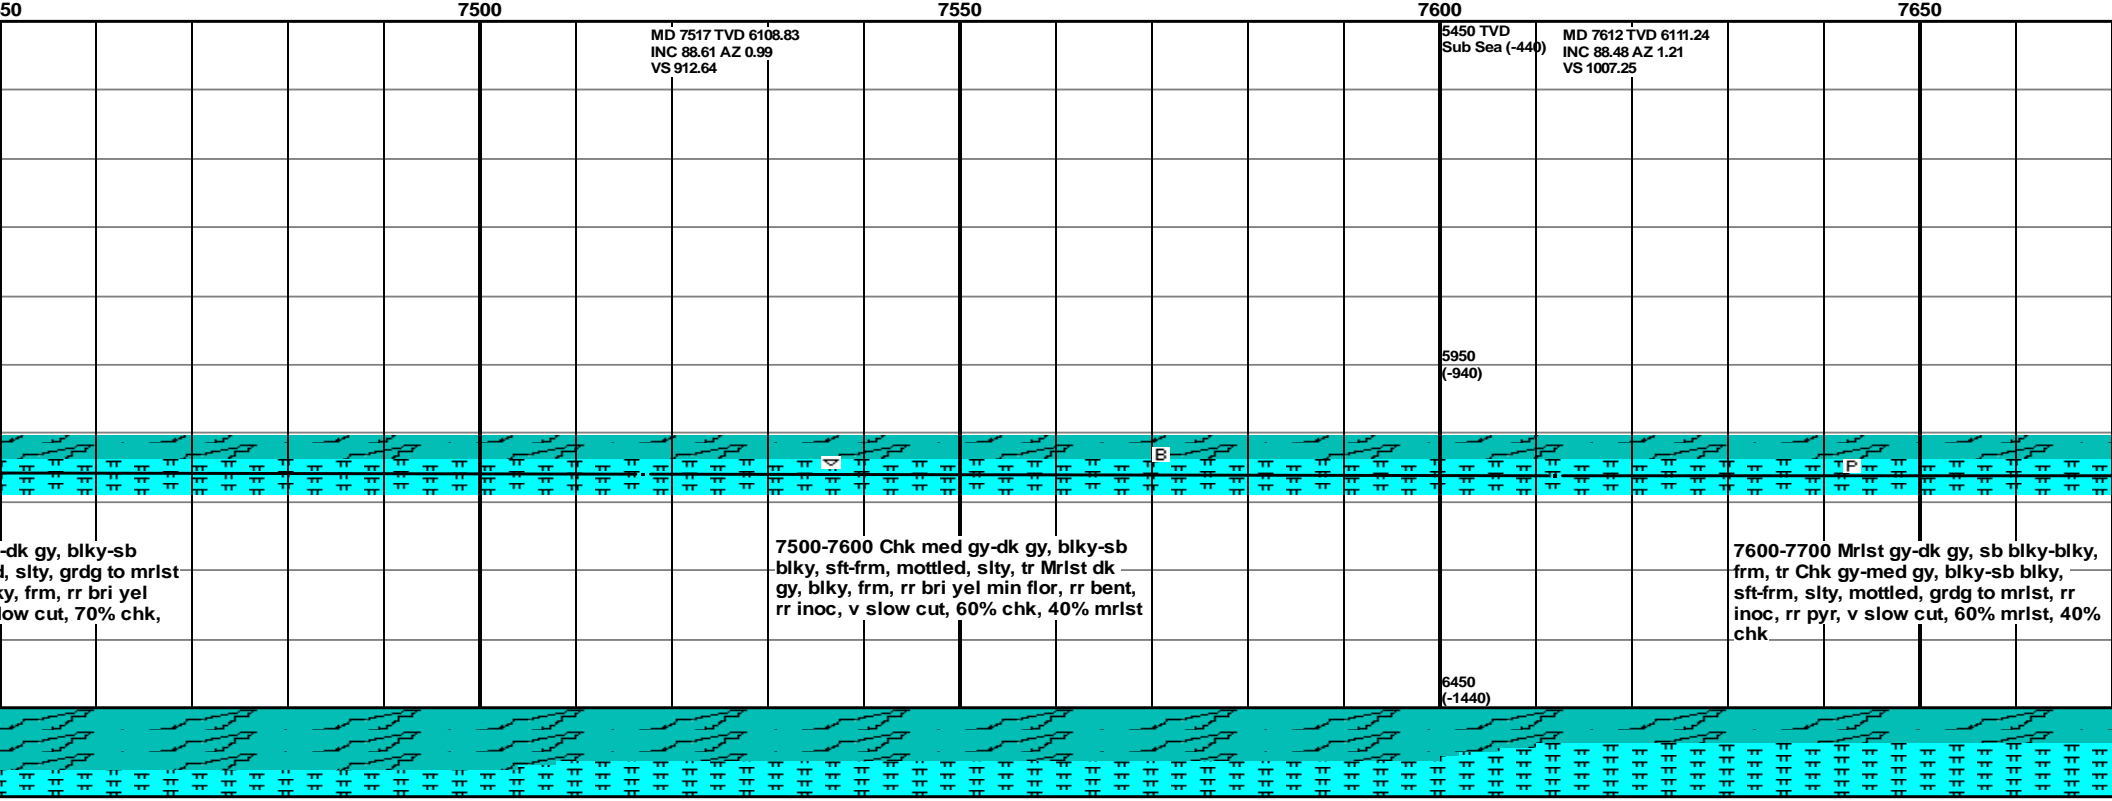 50 7500 7550 7600 7650
MD 7517 TVD 6108.83
INC 88.61 AZ 0.99
VS 912.64
5450 TVD
Sub Sea (-440)
MD 7612 TVD 6111.24
INC 88.48 AZ 1.21
VS 1007.25
5950
(-940)
B
P
-dk gy, blky-sb
d, slty, grdg to mrlst
ky, frm, rr bri yel
low cut, 70% chk,
7500-7600 Chk med gy-dk gy, blky-sb
blky, sft-frm, mottled, slty, tr Mrlst dk
gy, blky, frm, rr bri yel min flor, rr bent,
rr inoc, v slow cut, 60% chk, 40% mrlst
7600-7700 Mrlst gy-dk gy, sb blky-blky,
frm, tr Chk gy-med gy, blky-sb blky,
sft-frm, slty, mottled, grdg to mrlst, rr
inoc, rr pyr, v slow cut, 60% mrlst, 40%
chk
6450
(-1440)